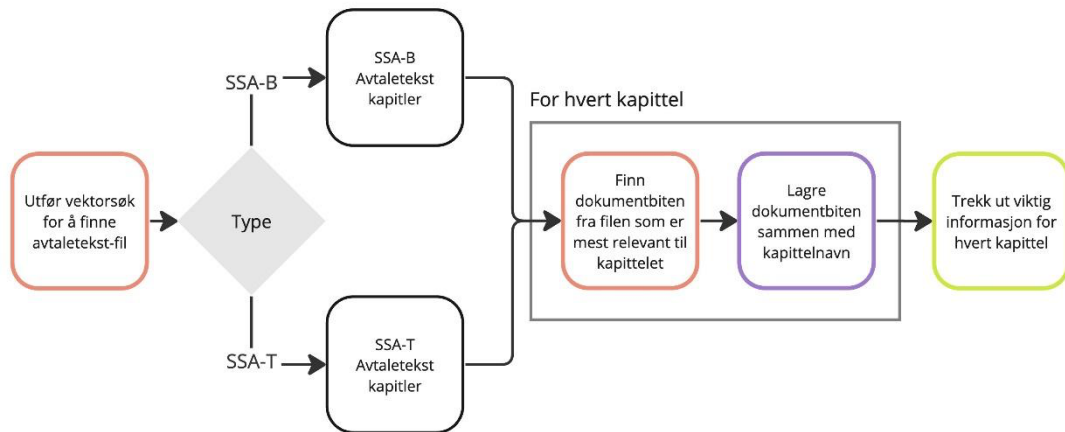 Utfør vektorsøk
for å finne
avtaletekst-fil
Type
SSA-B
SSA-B
Avtaletekst
kapitler
SSA-T
SSA-T
Avtaletekst
kapitler
For hvert kapittel
Finn
dokumentbiten
fra filen som er
mest relevant til
kapittelet
Lagre
dokumentbiten
sammen med
kapittelnavn
Trekk ut viktig
informasjon for
hvert kapittel